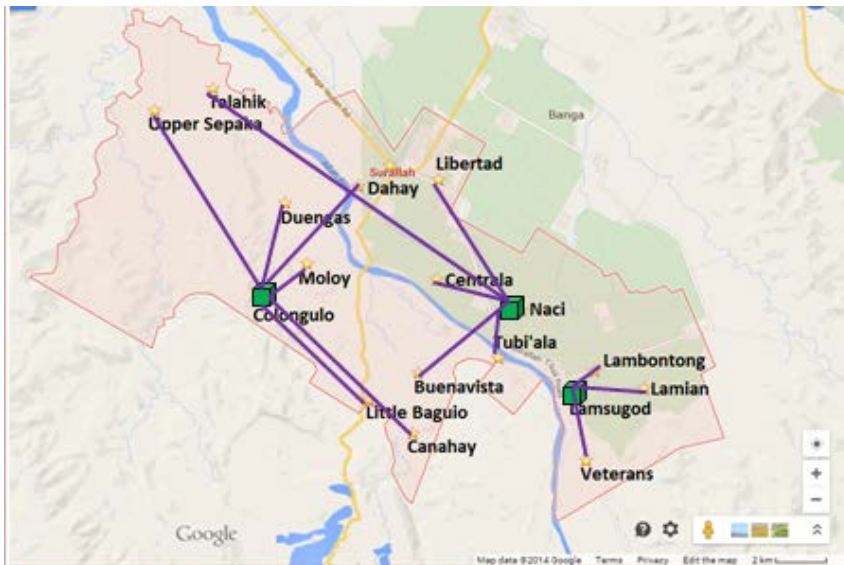 Talahik
Upper Sepaka
Banga
Libertad
Surallah
Dahay
Duengas
Centrala
Moloy
Naci
Colongulo
Tubi'ala
Lambontong
Buenavista
Lamian
Little Baguio
Lamsugod
Canahay
Veterans
Google
Map data ©2014 Google Terms Privacy Edit the map 2 km